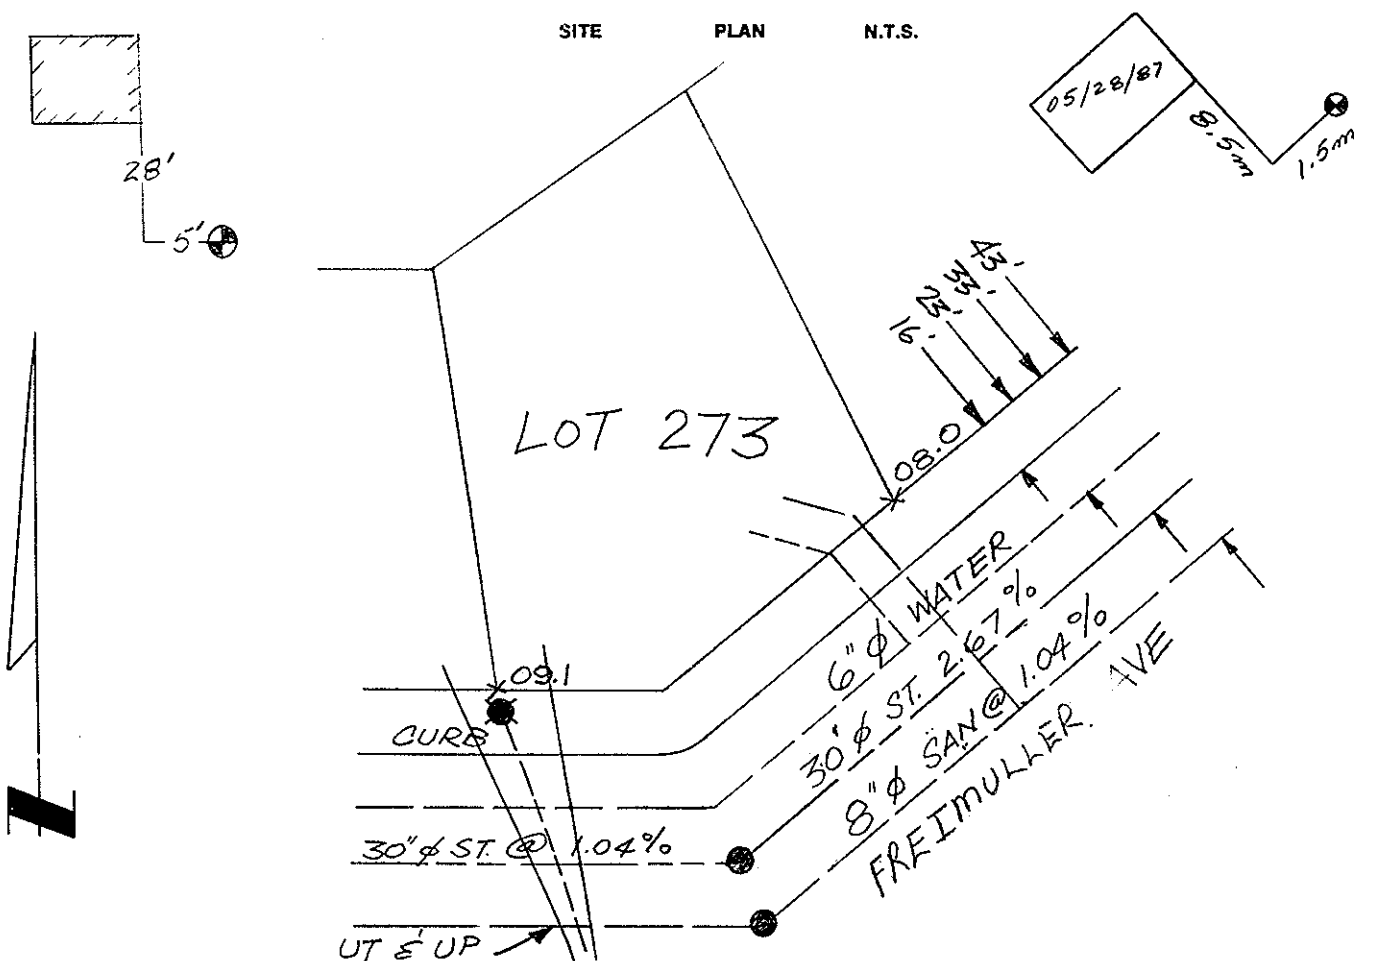 SITE PLAN N.T.S.
05/28/87
8.5m
1.5m
28'
5'
16'
23'
33'
43'
LOT 273
08.0
09.1
CURB
6" ϕ WATER
30" ϕ ST. 2.67%
8" ϕ SAN @ 1.04%
FREIMULLER. AVE
30" ϕ ST. @ 1.04%
UT & UP